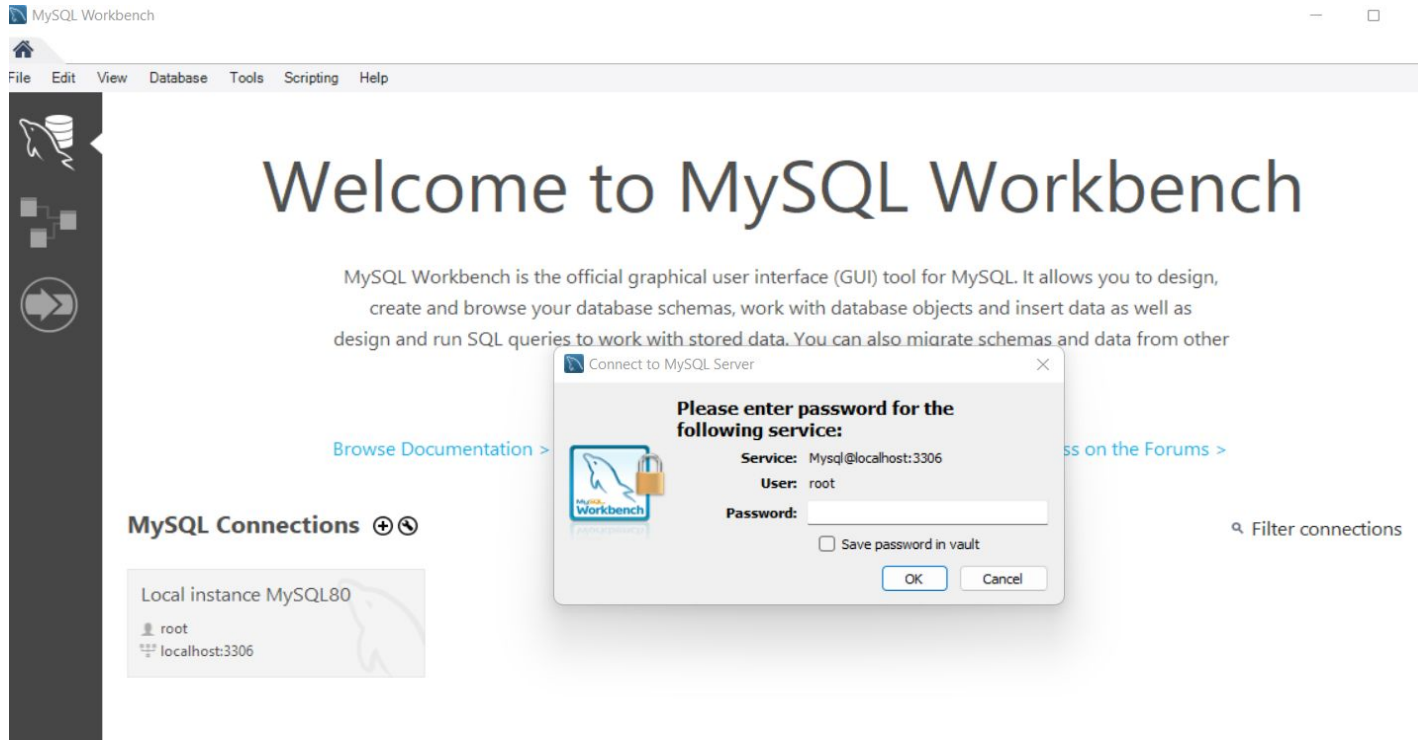 MySQL Workbench
File Edit View Database Tools Scripting Help
Welcome to MySQL Workbench
MySQL Workbench is the official graphical user interface (GUI) tool for MySQL. It allows you to design,
create and browse your database schemas, work with database objects and insert data as well as
design and run SQL queries to work with stored data. You can also migrate schemas and data from other
Connect to MySQL Server
Please enter password for the
following service:
Service: Mysql@localhost:3306
User: root
Password:
Save password in vault
OK Cancel
MySQL
Workbench
Browse Documentation >
on the Forums >
MySQL Connections
Filter connections
Local instance MySQL80
root
localhost:3306